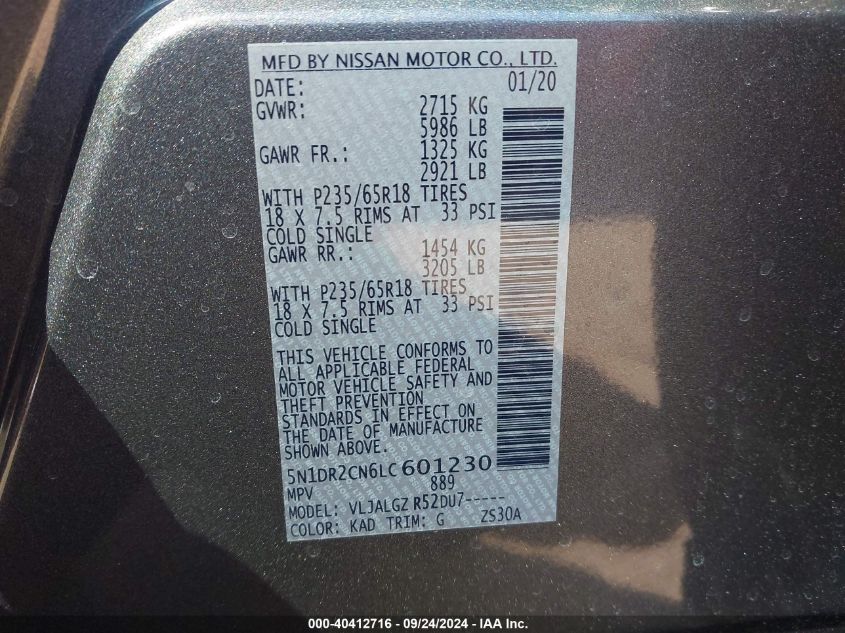 MFD BY NISSAN MOTOR CO., LTD.
DATE: 01/20
GVWR: 2715 KG
5986 LB
GAWR FR.: 1325 KG
2921 LB
WITH P235/65R18 TIRES
18 X 7.5 RIMS AT 33 PSI
COLD SINGLE
GAWR RR.: 1454 KG
3205 LB
WITH P235/65R18 TIRES
18 X 7.5 RIMS AT 33 PSI
COLD SINGLE
THIS VEHICLE CONFORMS TO
ALL APPLICABLE FEDERAL
MOTOR VEHICLE SAFETY AND
THEFT PREVENTION
STANDARDS IN EFFECT ON
THE DATE OF MANUFACTURE
SHOWN ABOVE.
5N1DR2CN6LC601230
MPV 889
MODEL: VLJALGZ R52DU7-----
COLOR: KAD TRIM: G ZS30A
000-40412716 - 09/24/2024 - IAA Inc.